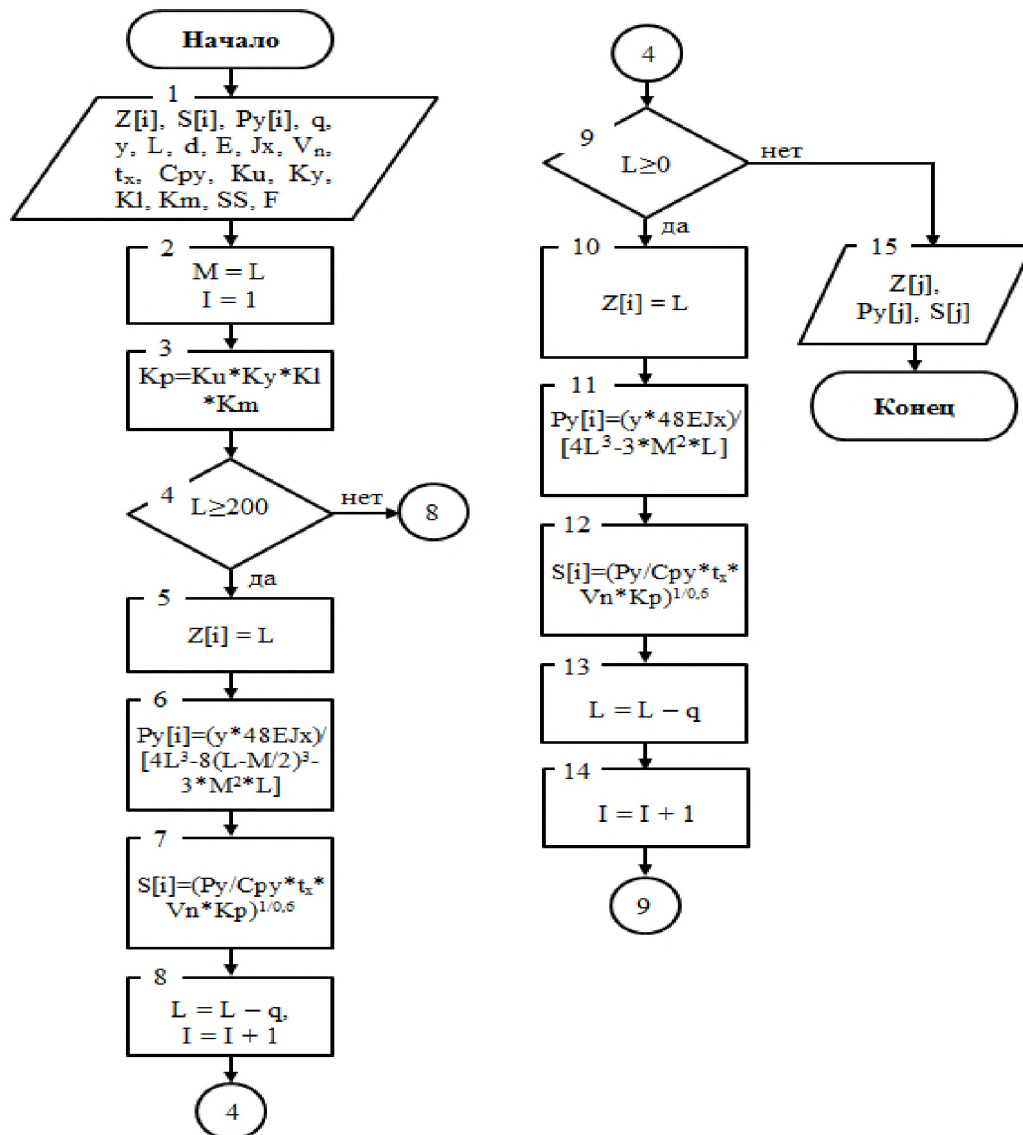 Начало
1
Z[i], S[i], Py[i], q,
y, L, d, E, Jx, Vₙ,
tₓ, Cpy, Ku, Ky,
Kl, Km, SS, F
2
M = L
I = 1
3
Kp=Ku*Ky*Kl
*Km
4
L≥200
нет
8
да
5
Z[i] = L
6
Py[i]=(y*48EJx)/
[4L³-8(L-M/2)³-
3*M²*L]
7
S[i]=(Py/Cpy*tₓ*
Vn*Kp)¹/⁰,⁶
8
L = L – q,
I = I + 1
4
4
9
L≥0
нет
да
10
Z[i] = L
11
Py[i]=(y*48EJx)/
[4L³-3*M²*L]
12
S[i]=(Py/Cpy*tₓ*
Vn*Kp)¹/⁰,⁶
13
L = L – q
14
I = I + 1
9
15
Z[j],
Py[j], S[j]
Конец